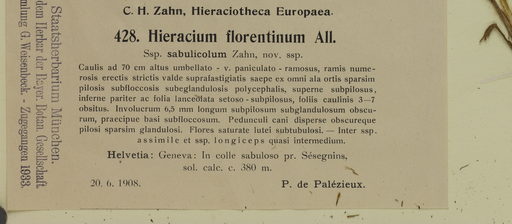 C. H. Zahn, Hieraciotheca Europaea.
428. Hieracium florentinum All.
Ssp. sabulicolum Zahn, nov. ssp.
Caulis ad 70 cm altus umbellato - v. paniculato - ramosus, ramis nume-
rosis erectis strictis valde suprafastigiatis saepe ex omni ala ortis sparsim
pilosis subfloccosis subeglandulosis polycephalis, superne subpilosus,
inferne pariter ac folia lanceolata setoso - subpilosus, foliis caulinis 3—7
obsitus. Involucrum 6,5 mm longum subpilosum subglandulosum obscu-
rum, praecipue basi subfloccosum. Pedunculi cani disperse obscureque
pilosi sparsim glandulosi. Flores saturate lutei subtubulosi. — Inter ssp.
assimile et ssp. longiceps quasi intermedium.
Helvetia: Geneva: In colle sabuloso pr. Sésegnins,
sol. calc. c. 380 m.
20. 6. 1908. P. de Palézieux.
Staatsherbarium München.
dem Herbar der Bayer. Botan. Gesellschaft
mlung G. Weisenbeck. - Zugegangen 1933.